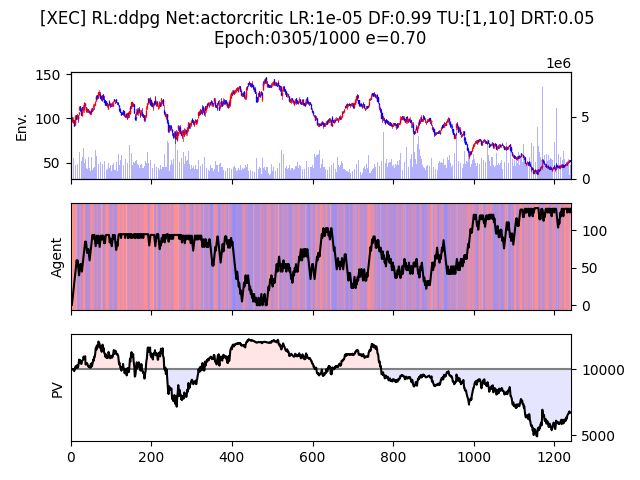 [XEC] RL:ddpg Net:actorcritic LR:1e-05 DF:0.99 TU:[1,10] DRT:0.05
Epoch:0305/1000 e=0.70
1e6
150
100
50
Env.
5
0
Agent
100
50
0
PV
10000
5000
0 200 400 600 800 1000 1200